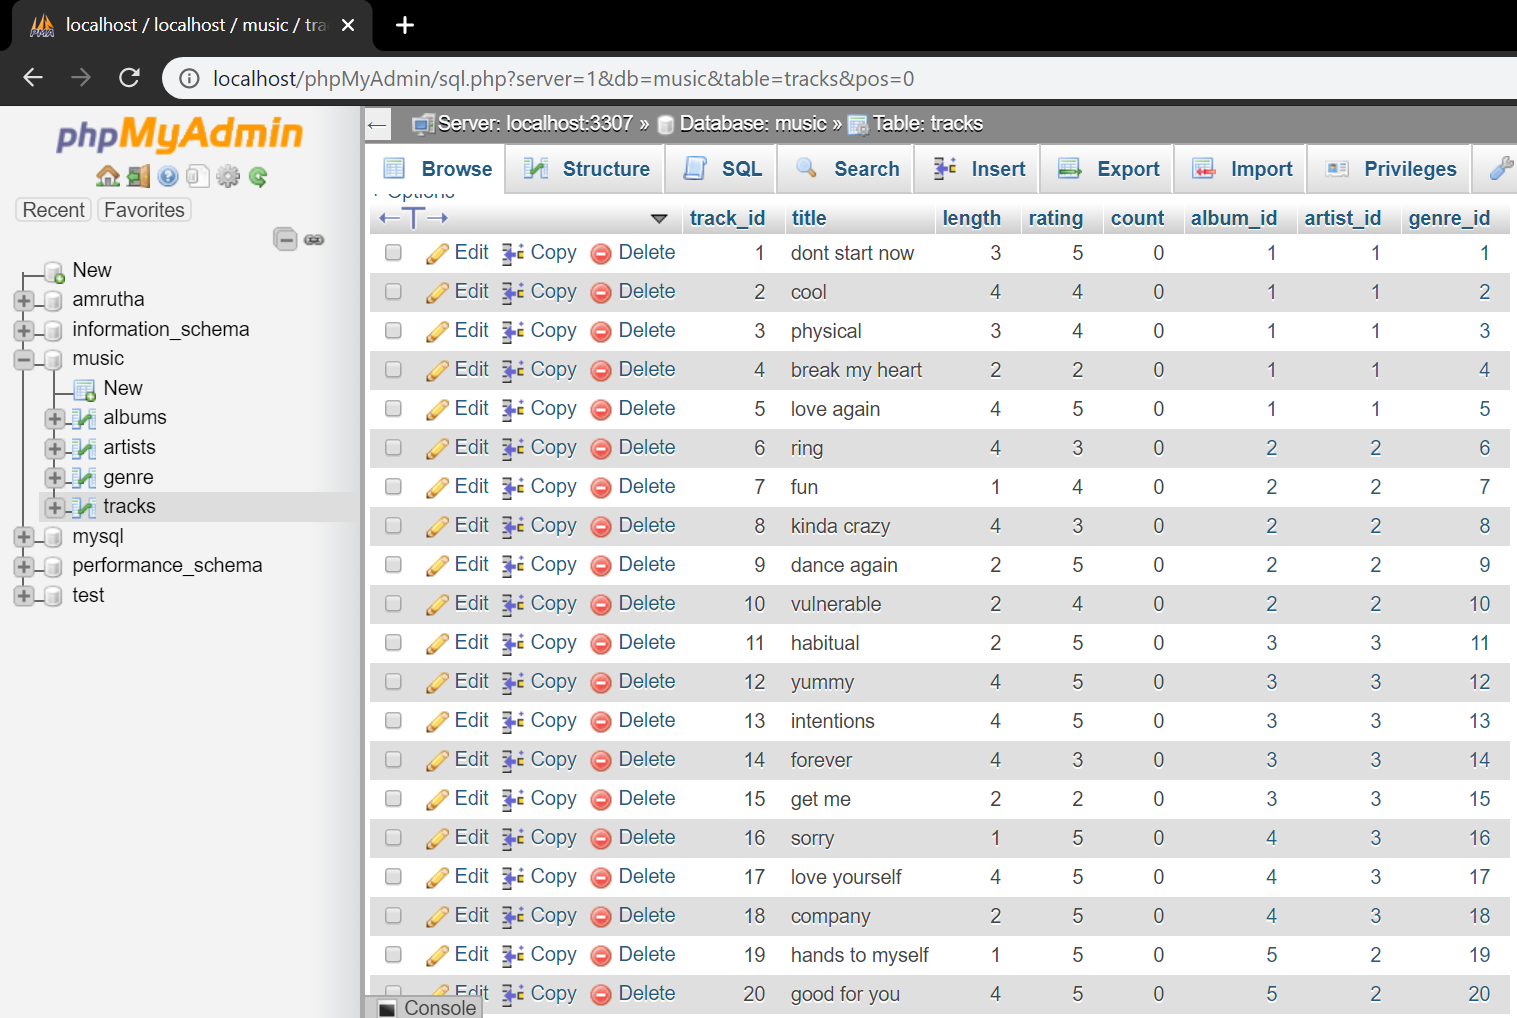 localhost / localhost / music / tra
localhost/phpMyAdmin/sql.php?server=1&db=music&table=tracks&pos=0
phpMyAdmin
Recent Favorites
New
amrutha
information_schema
music
New
albums
artists
genre
tracks
mysql
performance_schema
test
Server: localhost:3307 » Database: music » Table: tracks
Browse Structure SQL Search Insert Export Import Privileges
Options
track_id title length rating count album_id artist_id genre_id
Edit Copy Delete 1 dont start now 3 5 0 1 1 1
Edit Copy Delete 2 cool 4 4 0 1 1 2
Edit Copy Delete 3 physical 3 4 0 1 1 3
Edit Copy Delete 4 break my heart 2 2 0 1 1 4
Edit Copy Delete 5 love again 4 5 0 1 1 5
Edit Copy Delete 6 ring 4 3 0 2 2 6
Edit Copy Delete 7 fun 1 4 0 2 2 7
Edit Copy Delete 8 kinda crazy 4 3 0 2 2 8
Edit Copy Delete 9 dance again 2 5 0 2 2 9
Edit Copy Delete 10 vulnerable 2 4 0 2 2 10
Edit Copy Delete 11 habitual 2 5 0 3 3 11
Edit Copy Delete 12 yummy 4 5 0 3 3 12
Edit Copy Delete 13 intentions 4 5 0 3 3 13
Edit Copy Delete 14 forever 4 3 0 3 3 14
Edit Copy Delete 15 get me 2 2 0 3 3 15
Edit Copy Delete 16 sorry 1 5 0 4 3 16
Edit Copy Delete 17 love yourself 4 5 0 4 3 17
Edit Copy Delete 18 company 2 5 0 4 3 18
Edit Copy Delete 19 hands to myself 1 5 0 5 2 19
Edit Copy Delete 20 good for you 4 5 0 5 2 20
Console